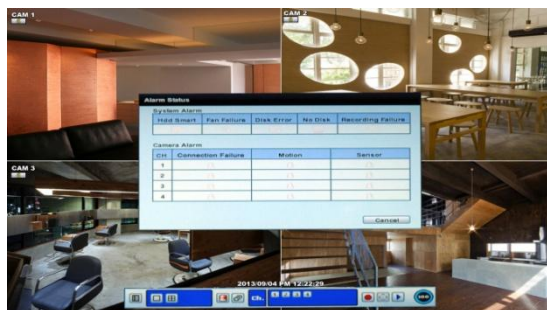 CAM 1
CAM 2
Alarm Status
System Alarm
Hdd Smart Fan Failure Disk Error No Disk Recording Failure
Camera Alarm
CH Connection Failure Motion Sensor
1
2
3
4
Cancel
CAM 3
2013/09/04 PM 12:22:29
Ch. 1 2 3 4